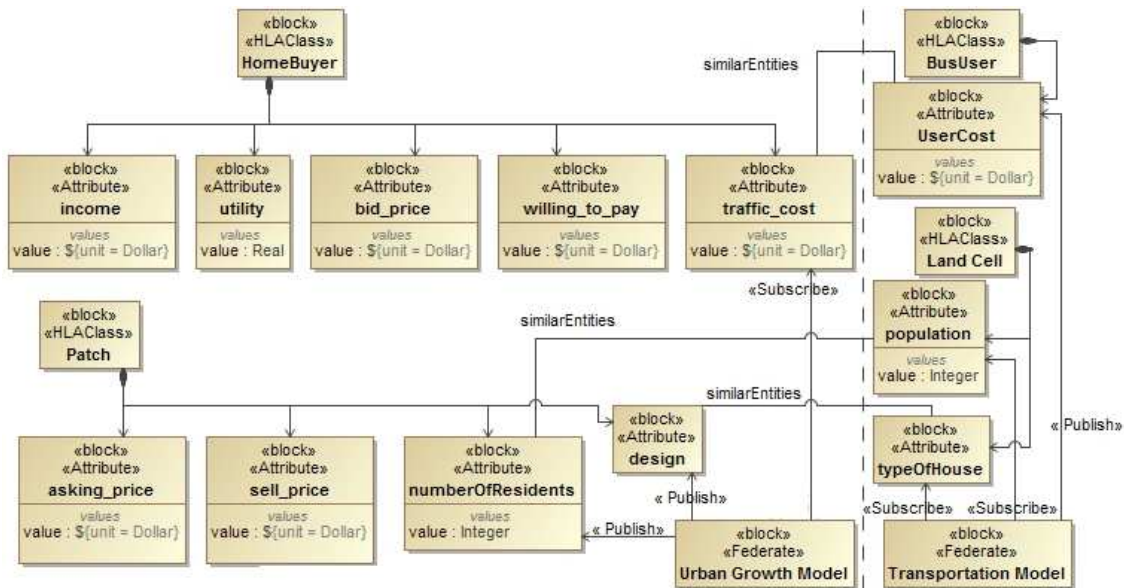 «block»
«HLAClass»
HomeBuyer
similarEntities
«block»
«HLAClass»
BusUser
«block»
«Attribute»
UserCost
values
value : ${unit = Dollar}
«block»
«Attribute»
income
values
value : ${unit = Dollar}
«block»
«Attribute»
utility
values
value : Real
«block»
«Attribute»
bid_price
values
value : ${unit = Dollar}
«block»
«Attribute»
willing_to_pay
values
value : ${unit = Dollar}
«block»
«Attribute»
traffic_cost
values
value : ${unit = Dollar}
«block»
«HLAClass»
Land Cell
«Subscribe»
«block»
«HLAClass»
Patch
similarEntities
«block»
«Attribute»
population
values
value : Integer
similarEntities
«block»
«Attribute»
asking_price
values
value : ${unit = Dollar}
«block»
«Attribute»
sell_price
values
value : ${unit = Dollar}
«block»
«Attribute»
numberOfResidents
values
value : Integer
«block»
«Attribute»
design
«block»
«Attribute»
typeOfHouse
« Publish»
« Publish»
« Publish»
«Subscribe»
«Subscribe»
«block»
«Federate»
Urban Growth Model
«block»
«Federate»
Transportation Model